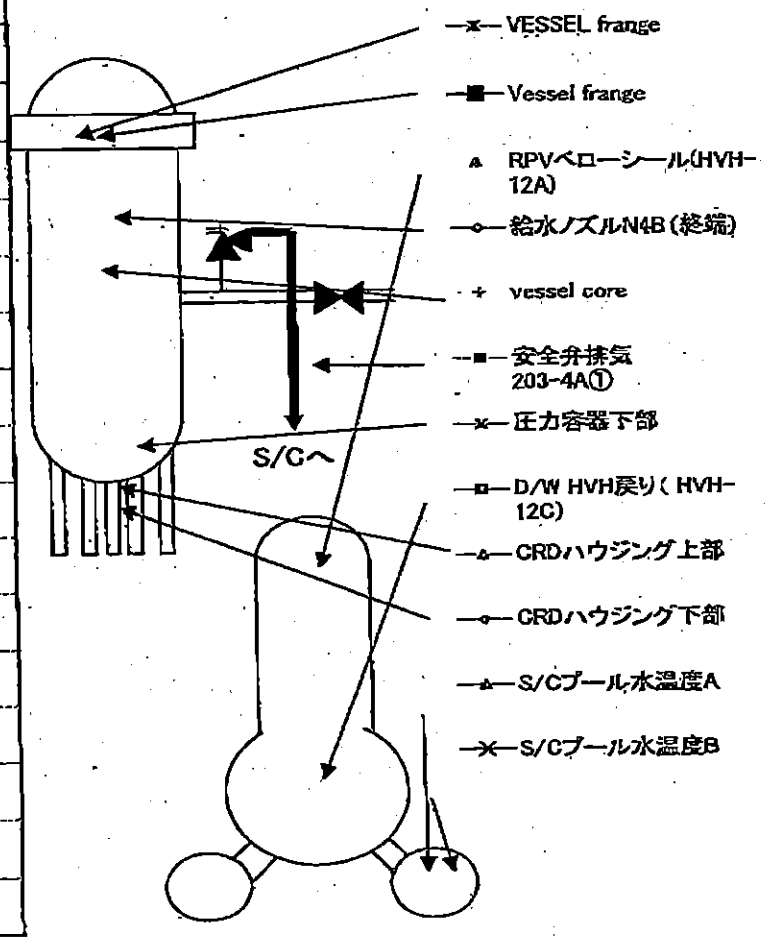 VESSEL frange
Vessel frange
RPVベローシール(HVH-
12A)
給水ノズルN4B(終端)
vessel core
安全弁排気
203-4A①
圧力容器下部
S/Cへ
D/W HVH戻り( HVH-
12C)
CRDハウジング上部
CRDハウジング下部
S/Cプール水温度A
S/Cプール水温度B